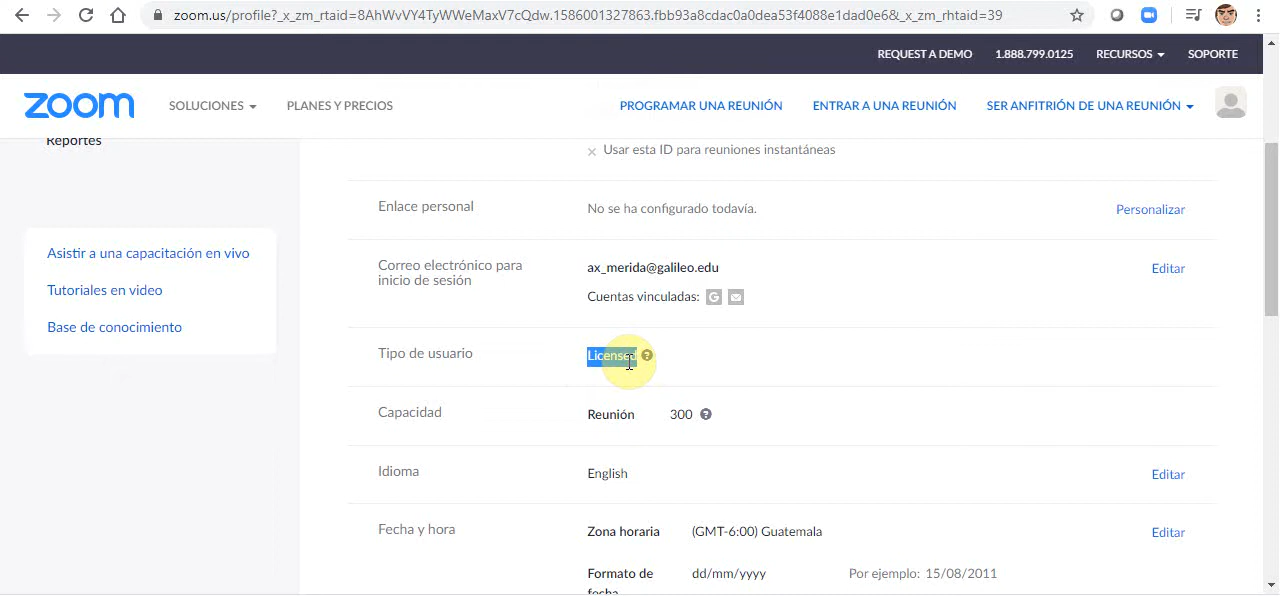 zoom.us/profile?_x_zm_rtaid=8AhWvVY4TyWWeMaxV7cQdw.1586001327863.fbb93a8cdac0a0dea53f4088e1dad0e6&_x_zm_rhtaid=39
REQUEST A DEMO 1.888.799.0125 RECURSOS SOPORTE
zoom SOLUCIONES PLANES Y PRECIOS PROGRAMAR UNA REUNIÓN ENTRAR A UNA REUNIÓN SER ANFITRIÓN DE UNA REUNIÓN
Reportes
Usar esta ID para reuniones instantáneas
Enlace personal No se ha configurado todavía. Personalizar
Asistir a una capacitación en vivo
Tutoriales en video
Base de conocimiento
Correo electrónico para
inicio de sesión
ax_merida@galileo.edu Editar
Cuentas vinculadas:
Tipo de usuario Licensed
Capacidad Reunión 300
Idioma English Editar
Fecha y hora Zona horaria (GMT-6:00) Guatemala Editar
Formato de dd/mm/yyyy Por ejemplo: 15/08/2011
fecha